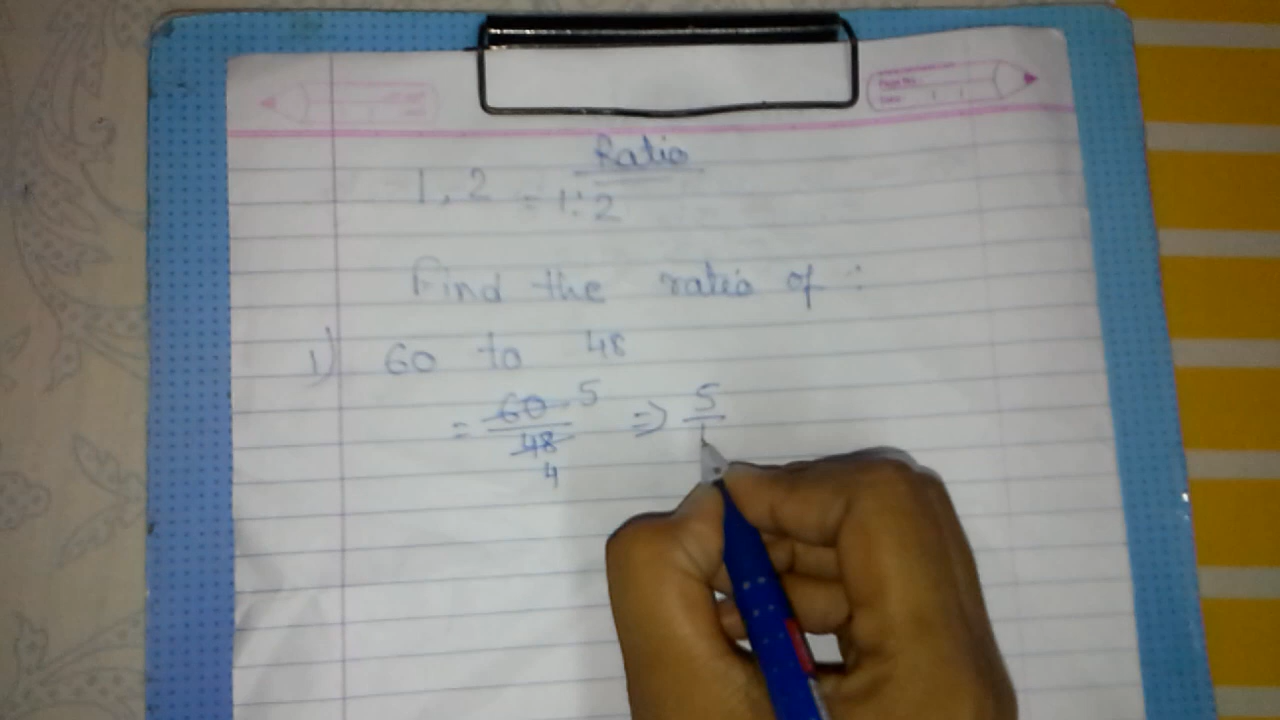 Ratio
1, 2 = 1:2
Find the ratio of :
1) 60 to 48
= 60/48 5/4 => 5/